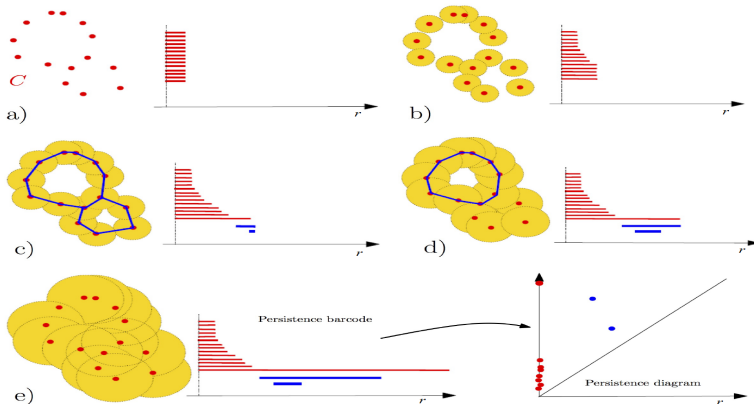 C
a)
r
b)
r
c)
r
d)
r
Persistence barcode
e)
r
Persistence diagram
r